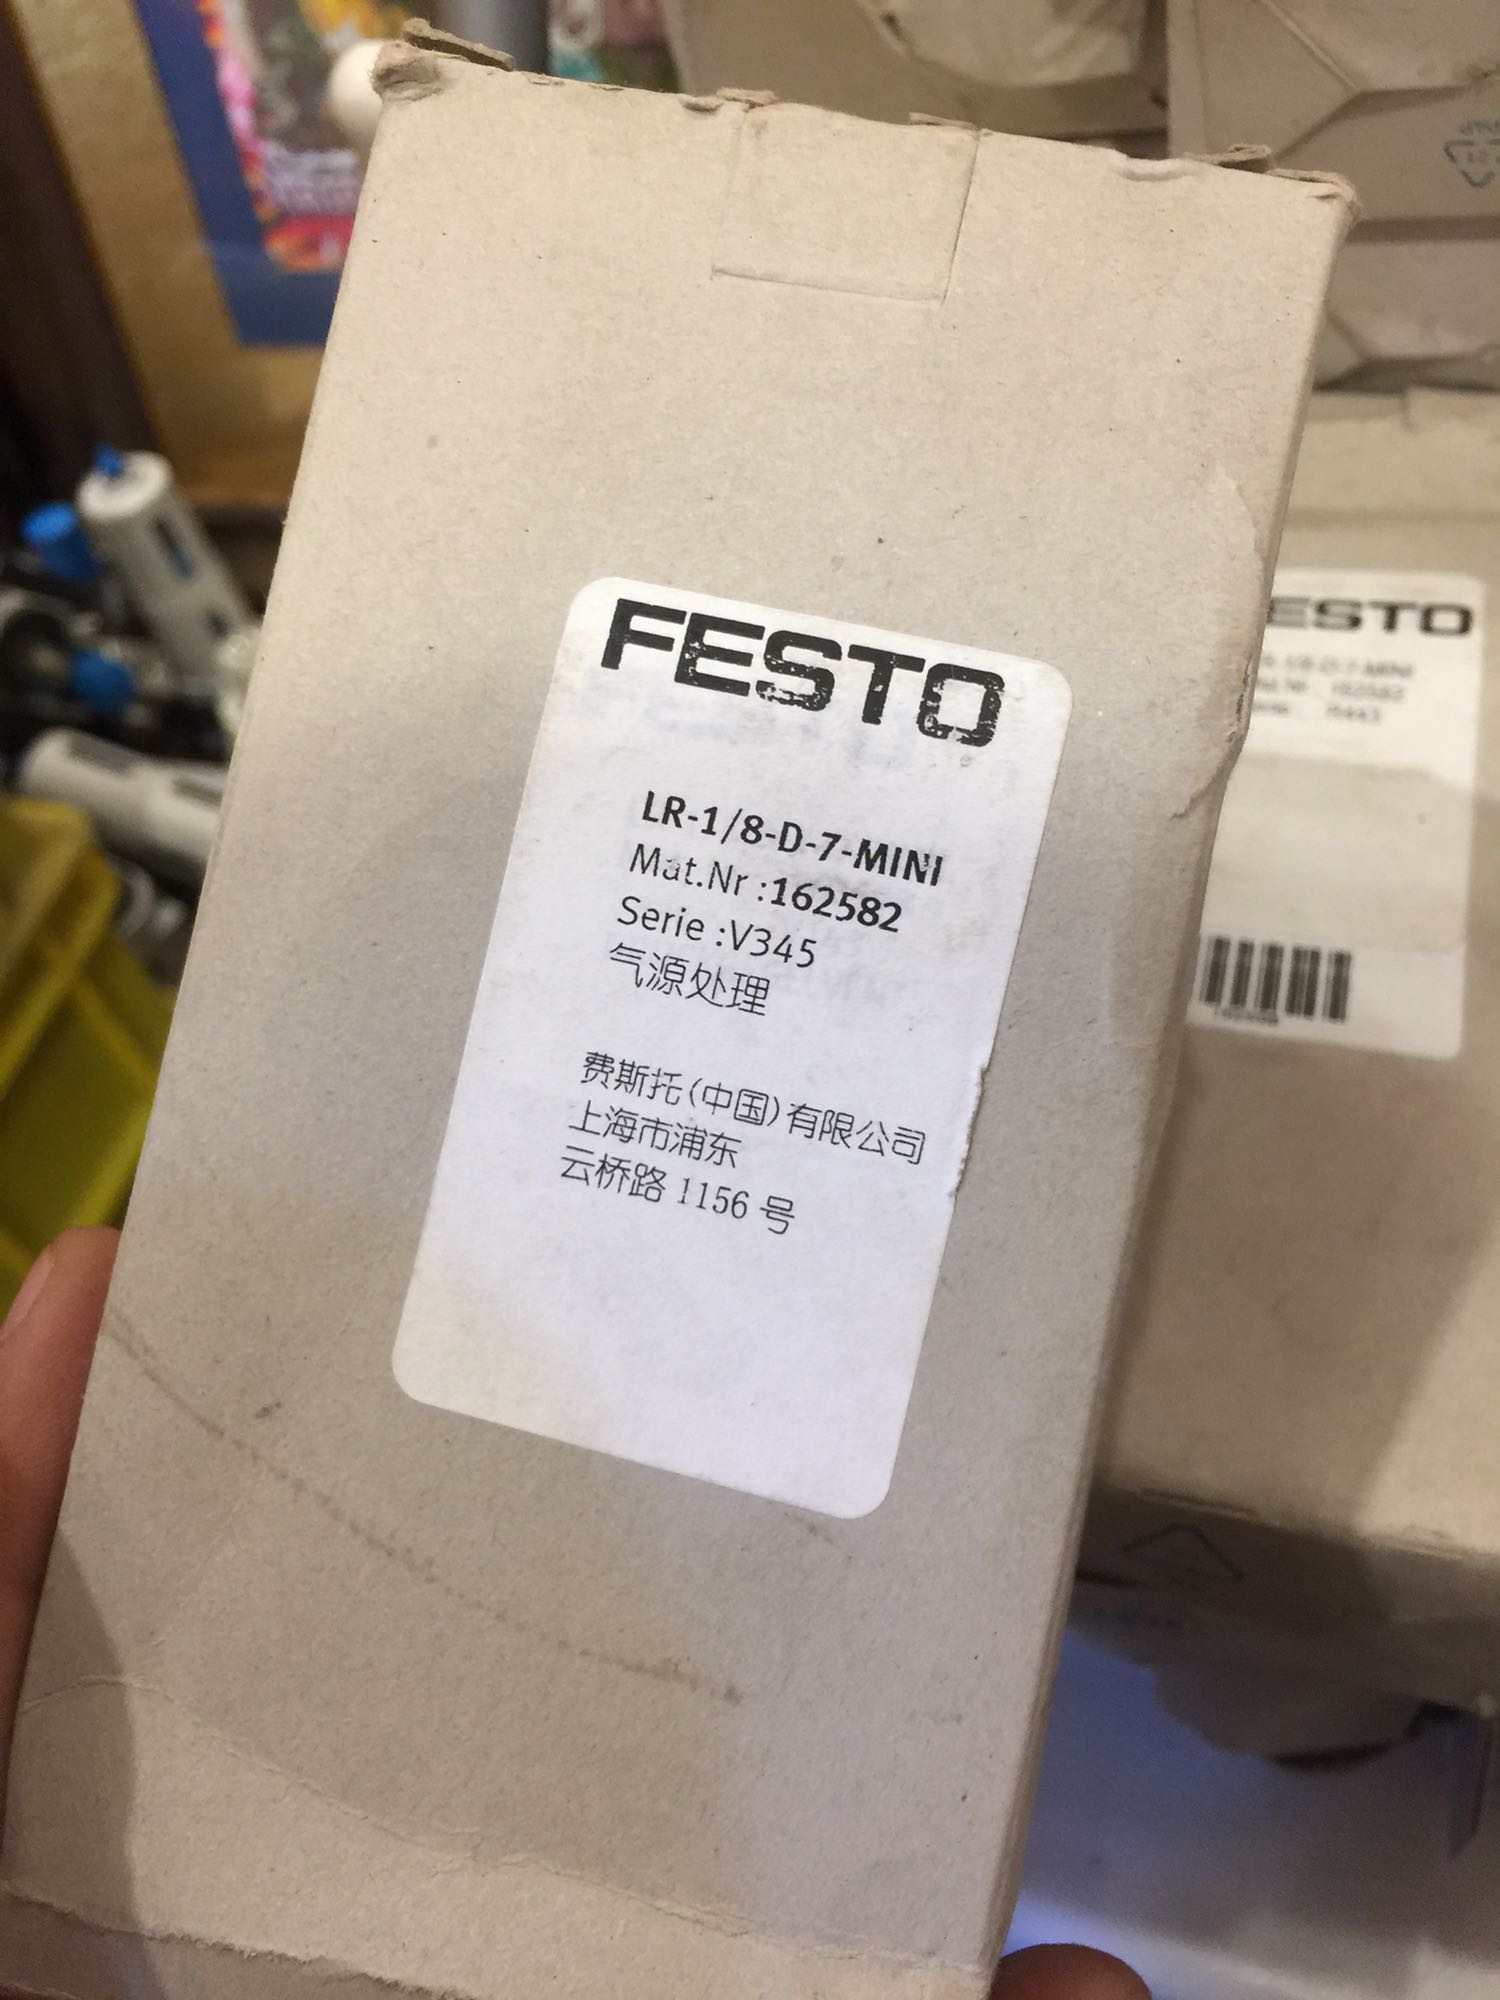 FESTO
LR-1/8-D-7-MINI
Mat.Nr :162582
Serie :V345
气源处理
费斯托(中国)有限公司
上海市浦东
云桥路 1156 号
ESTO
162582